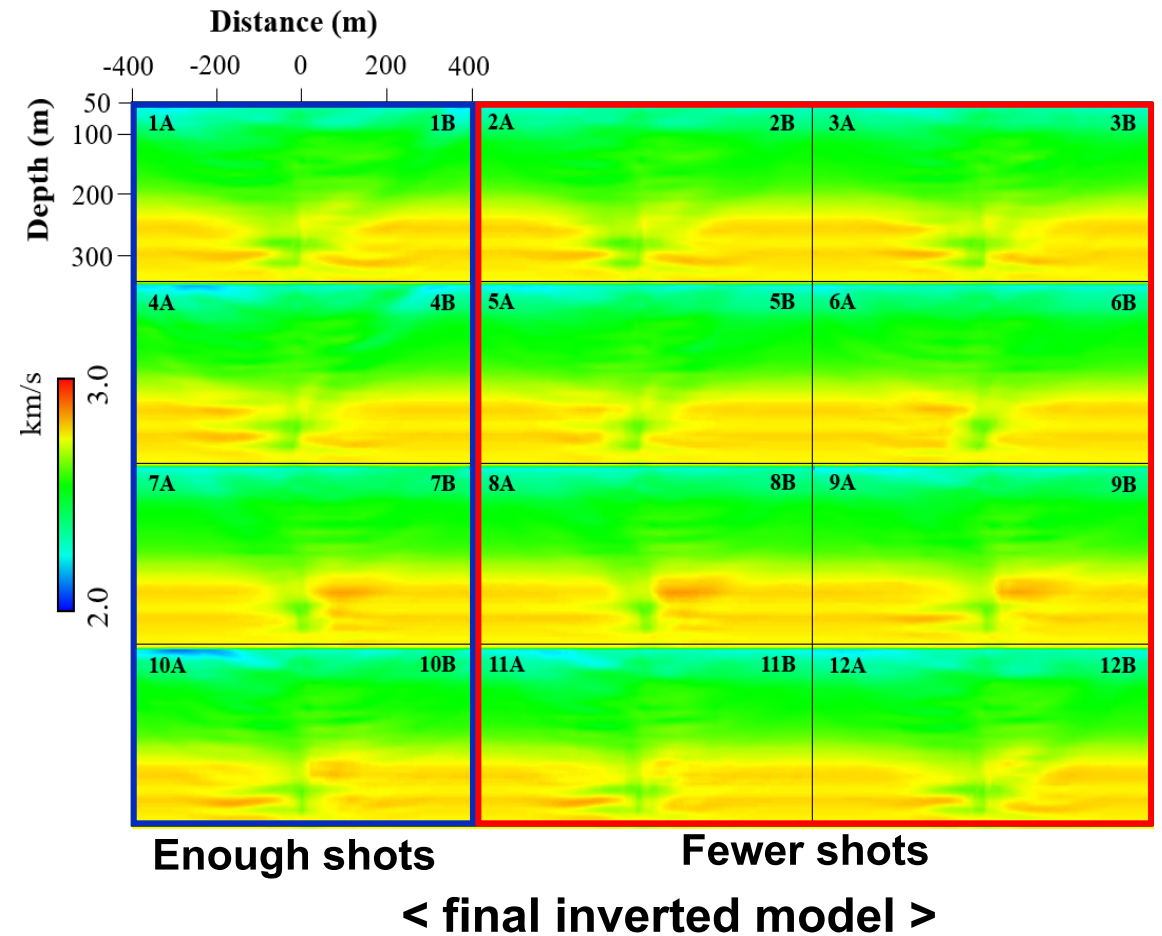 Distance (m)
-400 -200 0 200 400
Depth (m)
50
100
200
300
1A 1B 2A 2B 3A 3B
4A 4B 5A 5B 6A 6B
km/s
3.0
2.0
7A 7B 8A 8B 9A 9B
10A 10B 11A 11B 12A 12B
Enough shots
Fewer shots
< final inverted model >